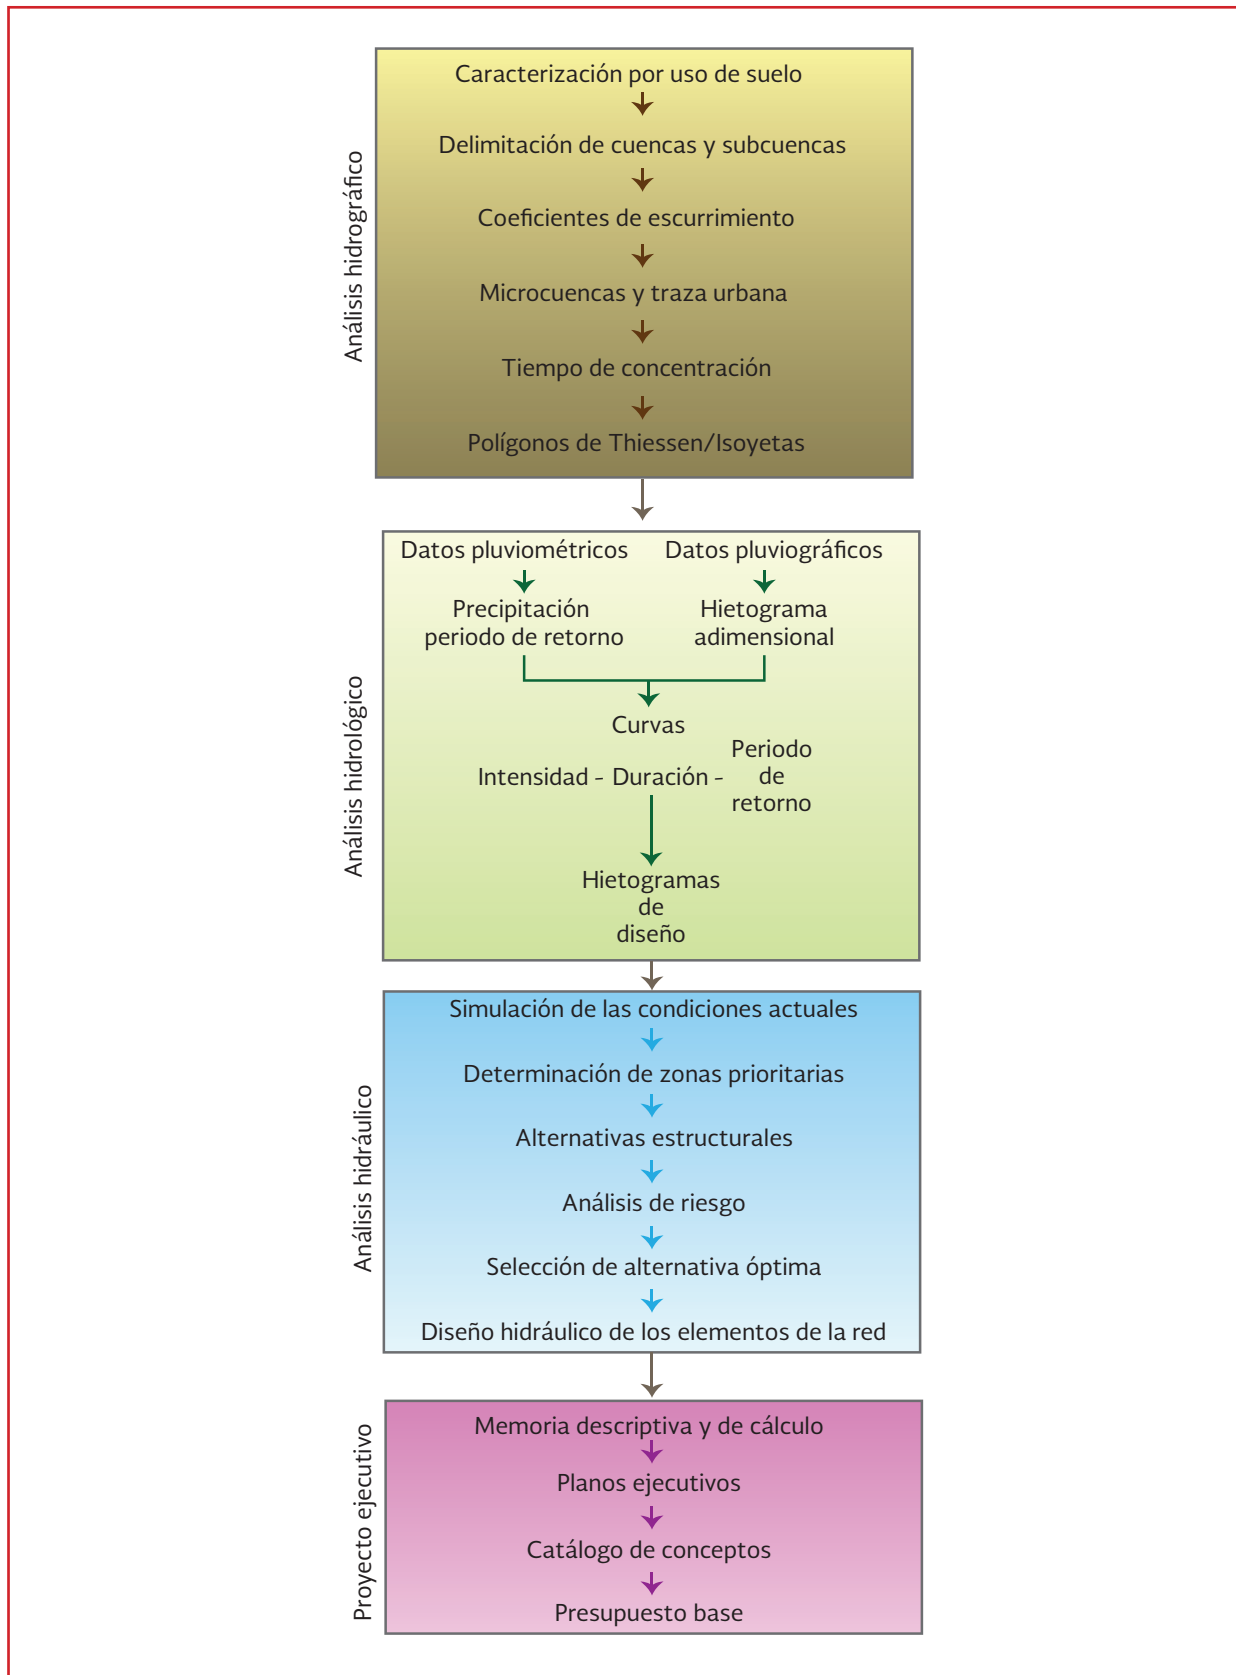 Análisis hidrográfico
Caracterización por uso de suelo
Delimitación de cuencas y subcuencas
Coeficientes de escurrimiento
Microcuencas y traza urbana
Tiempo de concentración
Polígonos de Thiessen/Isoyetas
Análisis hidrológico
Datos pluviométricos
Datos pluviográficos
Precipitación
periodo de retorno
Hietograma
adimensional
Curvas
Intensidad - Duración -
Periodo
de
retorno
Hietogramas
de
diseño
Análisis hidráulico
Simulación de las condiciones actuales
Determinación de zonas prioritarias
Alternativas estructurales
Análisis de riesgo
Selección de alternativa óptima
Diseño hidráulico de los elementos de la red
Proyecto ejecutivo
Memoria descriptiva y de cálculo
Planos ejecutivos
Catálogo de conceptos
Presupuesto base